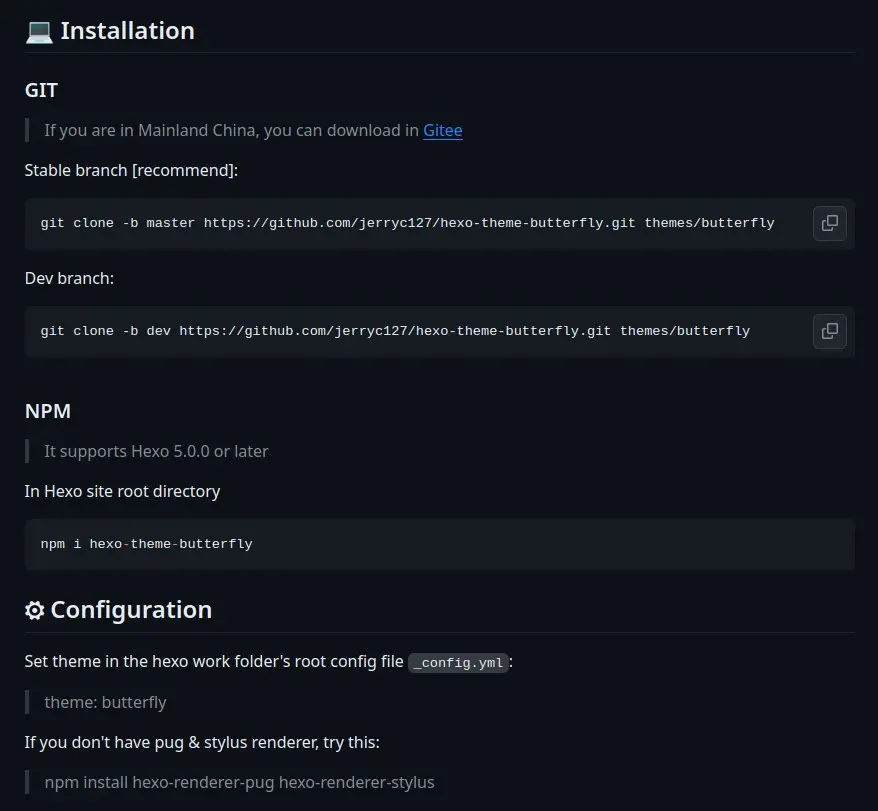 💻 Installation
GIT
If you are in Mainland China, you can download in Gitee
Stable branch [recommend]:
git clone -b master https://github.com/jerryc127/hexo-theme-butterfly.git themes/butterfly
Dev branch:
git clone -b dev https://github.com/jerryc127/hexo-theme-butterfly.git themes/butterfly
NPM
It supports Hexo 5.0.0 or later
In Hexo site root directory
npm i hexo-theme-butterfly
⚙ Configuration
Set theme in the hexo work folder's root config file _config.yml:
theme: butterfly
If you don't have pug & stylus renderer, try this:
npm install hexo-renderer-pug hexo-renderer-stylus